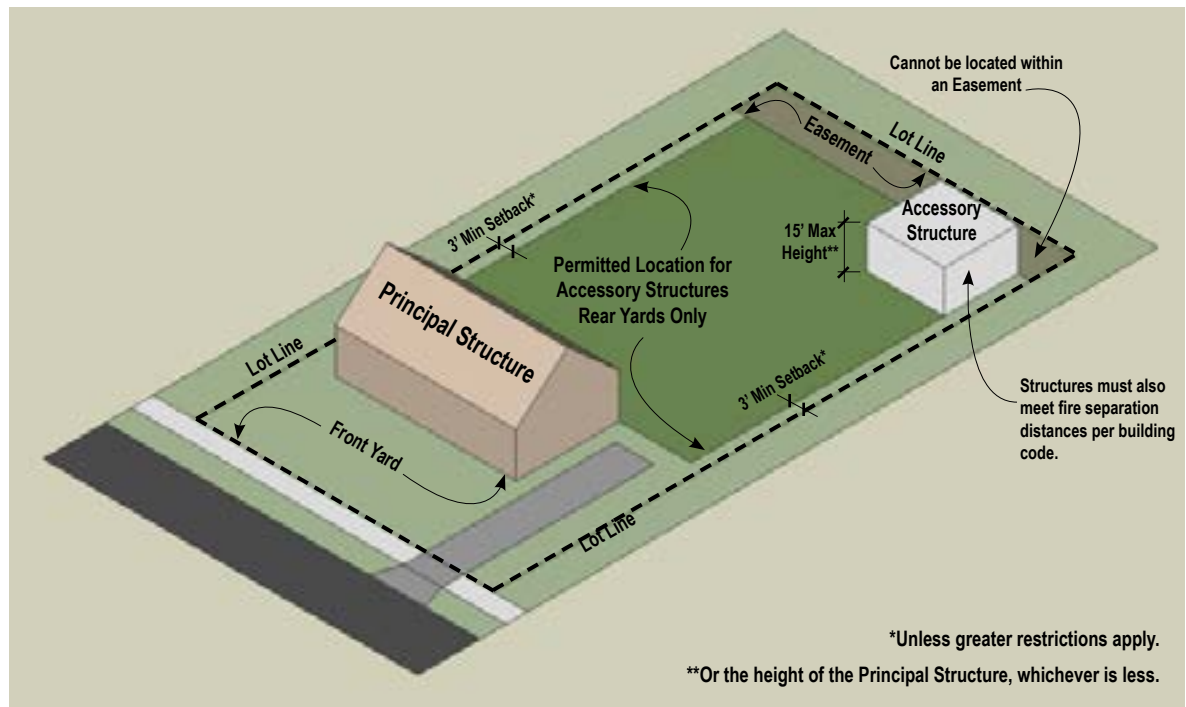 Cannot be located within
an Easement
Easement
Lot Line
Accessory
Structure
15’ Max
Height**
3’ Min Setback*
Permitted Location for
Accessory Structures
Rear Yards Only
Principal Structure
Lot Line
3’ Min Setback*
Structures must also
meet fire separation
distances per building
code.
Front Yard
Lot Line
*Unless greater restrictions apply.
**Or the height of the Principal Structure, whichever is less.